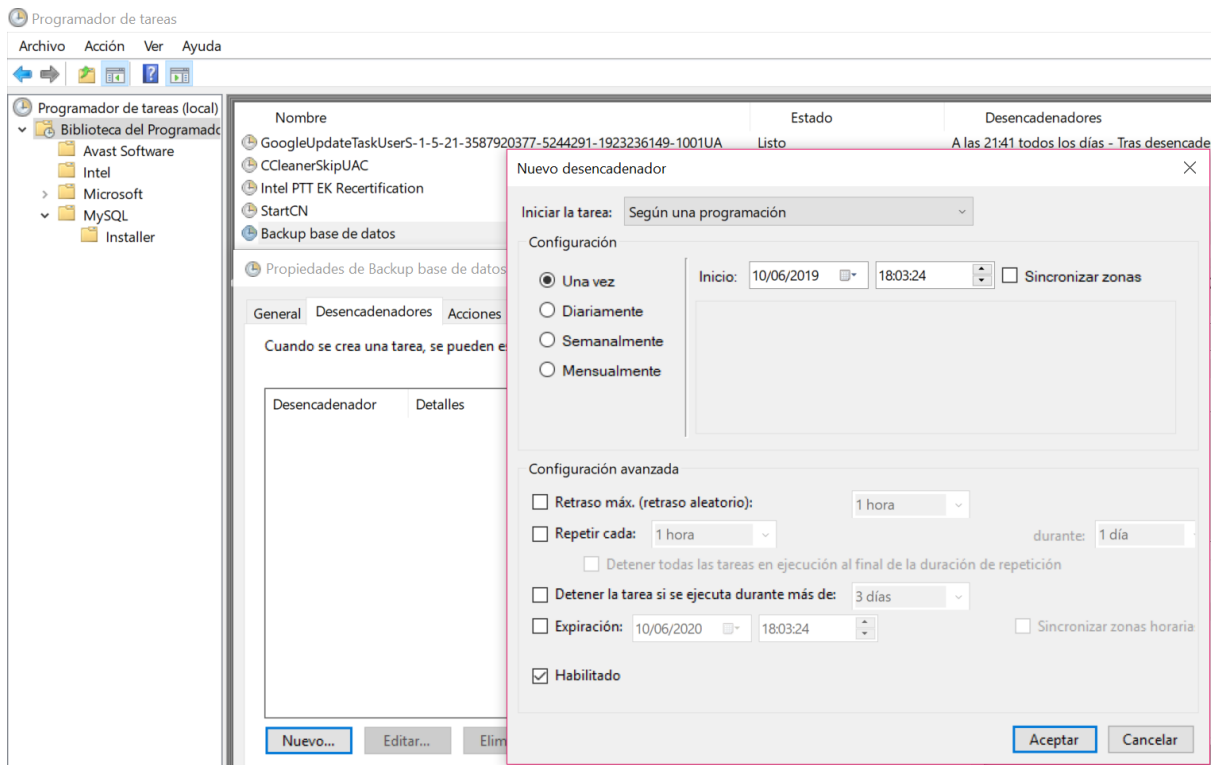 Programador de tareas
Archivo Acción Ver Ayuda
Programador de tareas (local)
Biblioteca del Programado
Avast Software
Intel
Microsoft
MySQL
Installer
Nombre Estado Desencadenadores
GoogleUpdateTaskUserS-1-5-21-3587920377-5244291-1923236149-1001UA Listo A las 21:41 todos los días - Tras desencade
CCleanerSkipUAC
Intel PTT EK Recertification
StartCN
Backup base de datos
Propiedades de Backup base de datos
General Desencadenadores Acciones
Cuando se crea una tarea, se pueden es
Desencadenador Detalles
Nuevo... Editar... Elim
Nuevo desencadenador
Iniciar la tarea: Según una programación
Configuración
Una vez
Diariamente
Semanalmente
Mensualmente
Inicio: 10/06/2019 18:03:24 Sincronizar zonas
Configuración avanzada
Retraso máx. (retraso aleatorio): 1 hora
Repetir cada: 1 hora durante: 1 día
Detener todas las tareas en ejecución al final de la duración de repetición
Detener la tarea si se ejecuta durante más de: 3 días
Expiración: 10/06/2020 18:03:24 Sincronizar zonas horaria
Habilitado
Aceptar Cancelar